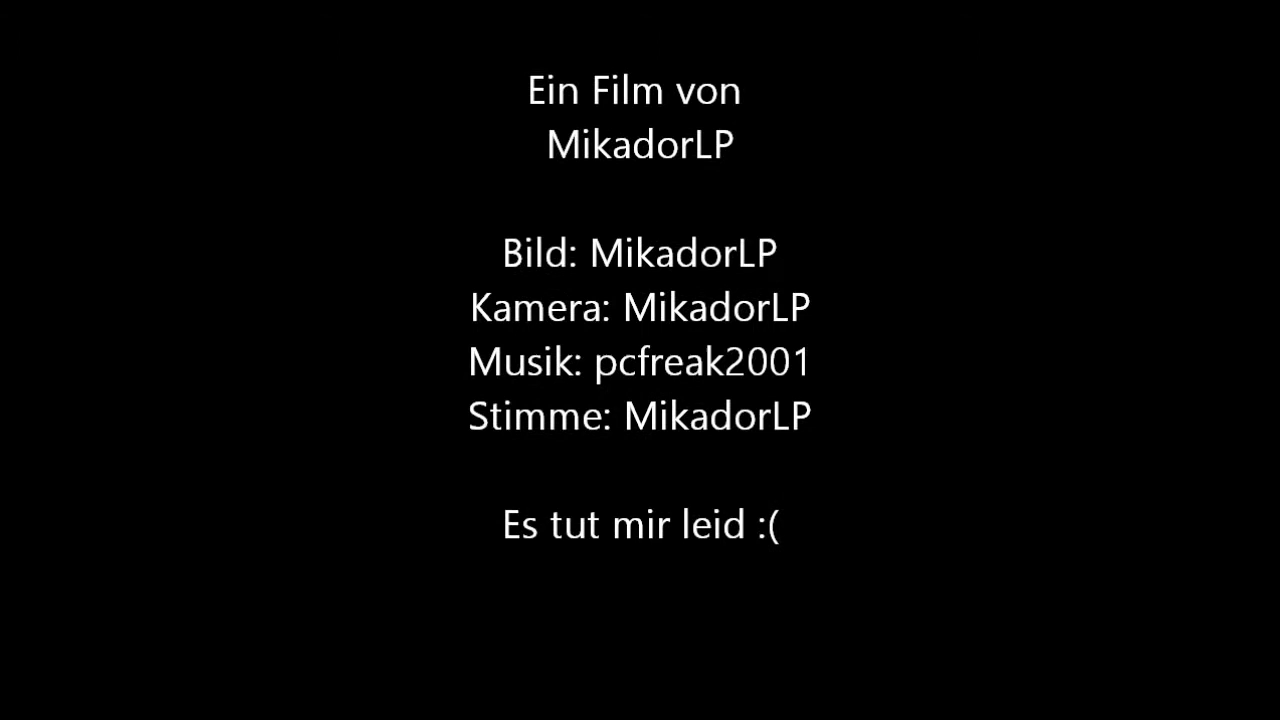 Ein Film von
MikadorLP
Bild: MikadorLP
Kamera: MikadorLP
Musik: pcfreak2001
Stimme: MikadorLP
Es tut mir leid :(